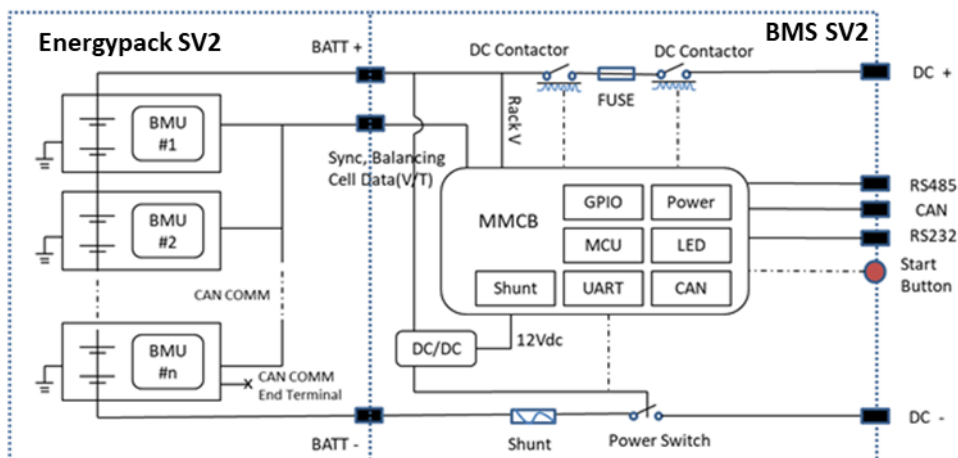 Energypack SV2
BATT +
BMS SV2
DC Contactor
DC Contactor
DC +
FUSE
Rack V
BMU
#1
Sync, Balancing
Cell Data(V/T)
BMU
#2
CAN COMM
MMCB
GPIO
Power
MCU
LED
Shunt
UART
CAN
RS485
CAN
RS232
Start
Button
DC/DC
12Vdc
BMU
#n
CAN COMM
End Terminal
BATT -
Shunt
Power Switch
DC -